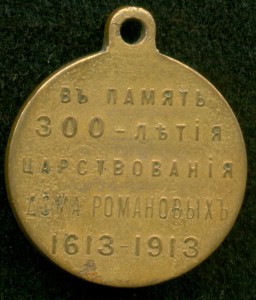 ВЪ ПАМЯТЬ
300-ЛѢТІЯ
ЦАРСТВОВАНІЯ
ДОМА РОМАНОВЫХЪ
1613-1913